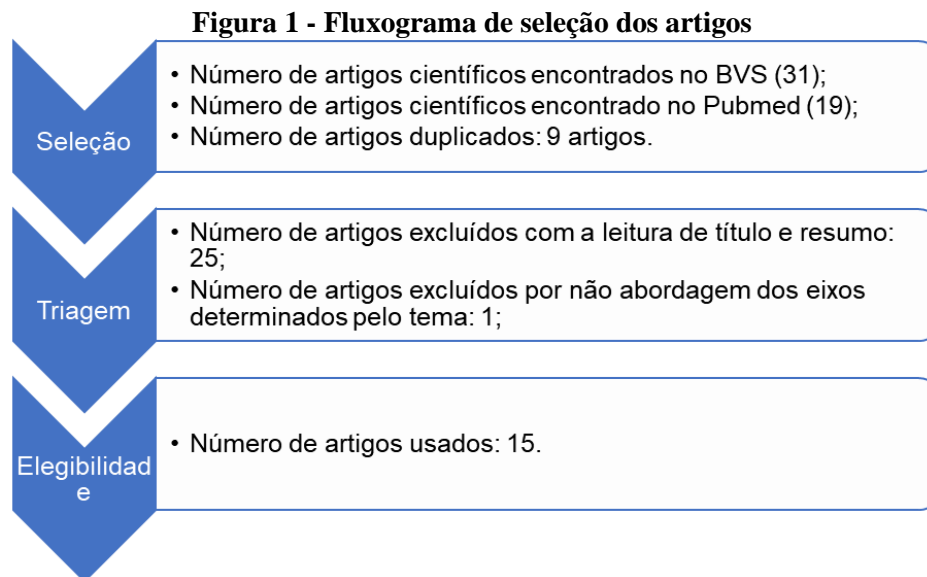 Figura 1 - Fluxograma de seleção dos artigos
Seleção
• Número de artigos científicos encontrados no BVS (31);
• Número de artigos científicos encontrado no Pubmed (19);
• Número de artigos duplicados: 9 artigos.
Triagem
• Número de artigos excluídos com a leitura de título e resumo:
25;
• Número de artigos excluídos por não abordagem dos eixos
determinados pelo tema: 1;
Elegibilidad
e
• Número de artigos usados: 15.